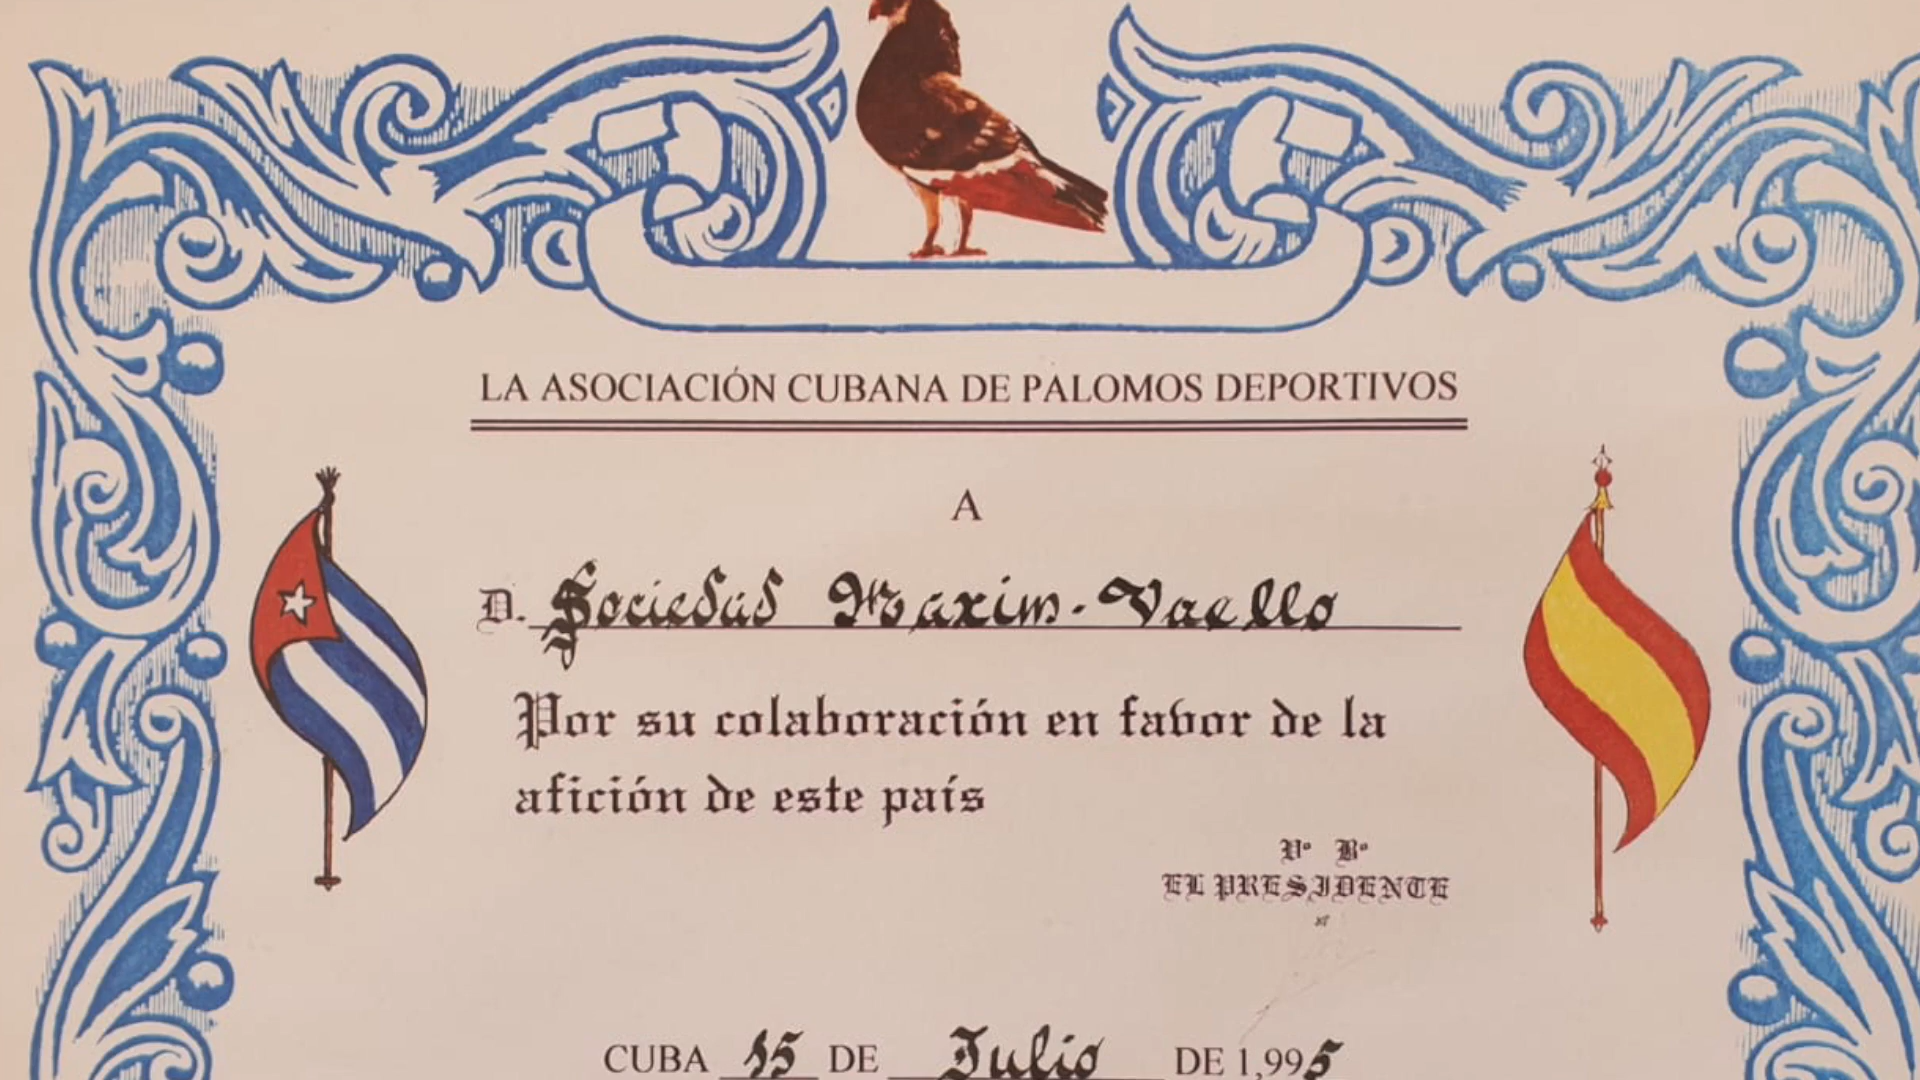 LA ASOCIACIÓN CUBANA DE PALOMOS DEPORTIVOS
A
D. Sociedad Maxim-Vaello
Por su colaboración en favor de la
afición de este país
Vº Bº
EL PRESIDENTE
CUBA 15 DE Julio DE 1,995